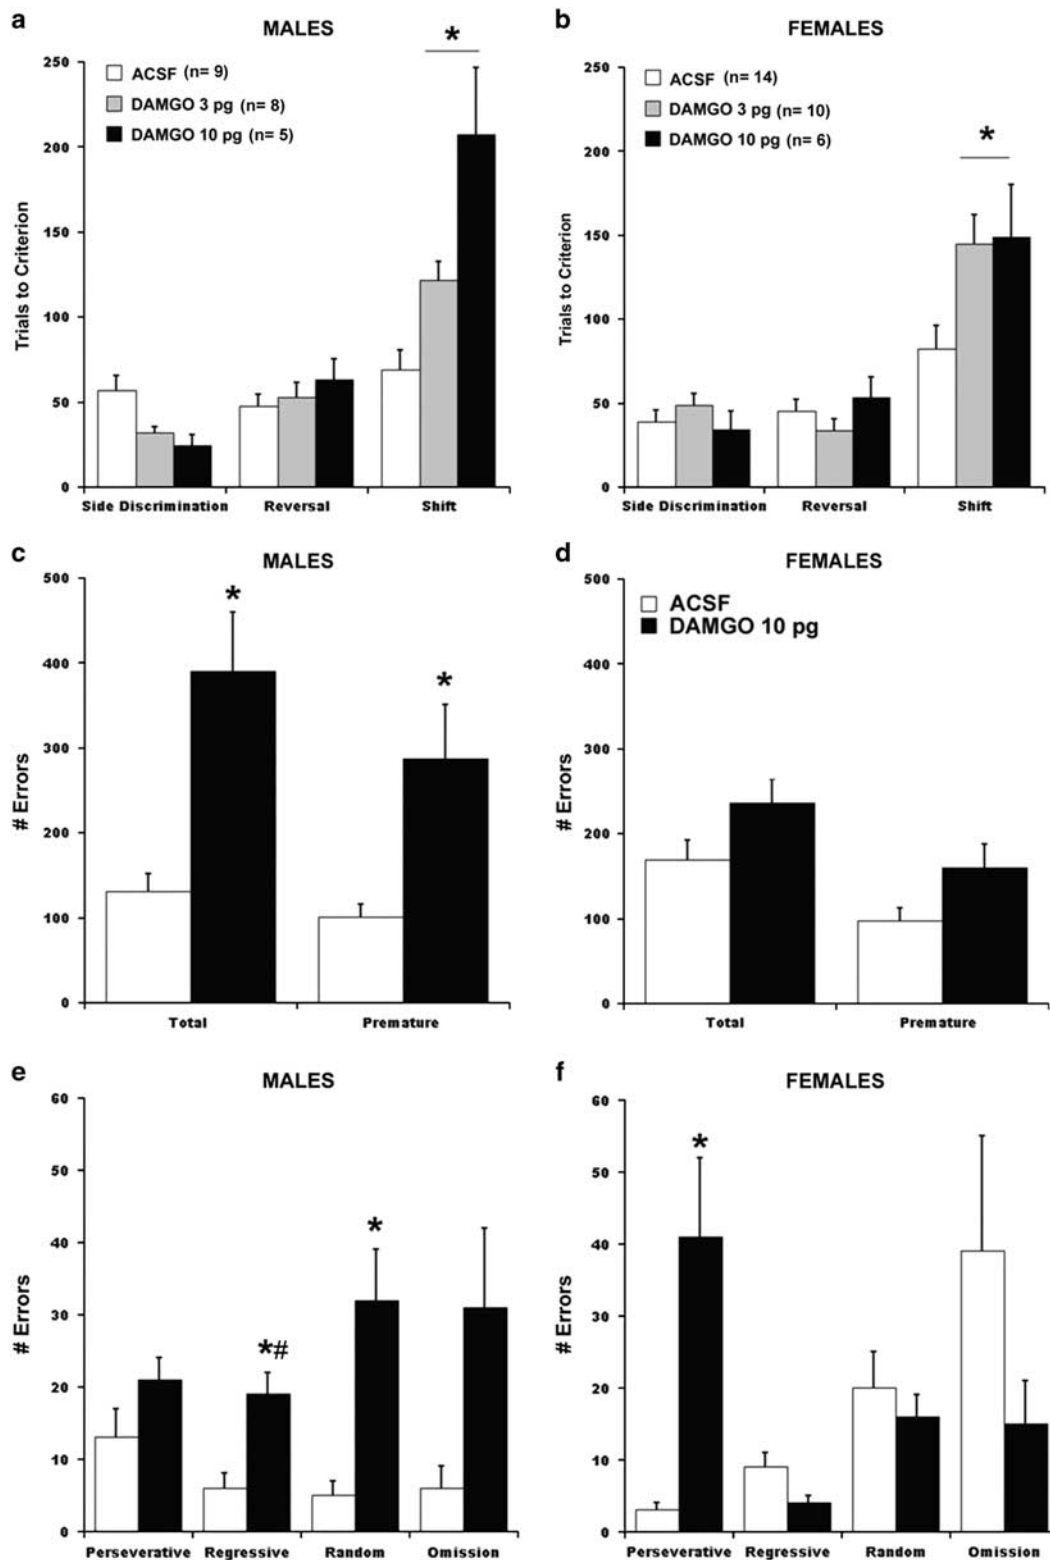 a
MALES
*
250
200
150
100
50
0
Trials to Criterion
ACSF (n= 9)
DAMGO 3 pg (n= 8)
DAMGO 10 pg (n= 5)
Side Discrimination
Reversal
Shift
b
FEMALES
*
250
200
150
100
50
0
Trials to Criterion
ACSF (n= 14)
DAMGO 3 pg (n= 10)
DAMGO 10 pg (n= 6)
Side Discrimination
Reversal
Shift
c
MALES
500
400
300
200
100
0
# Errors
*
*
Total
Premature
d
FEMALES
500
400
300
200
100
0
# Errors
ACSF
DAMGO 10 pg
Total
Premature
e
MALES
60
50
40
30
20
10
0
# Errors
*#
*
Perseverative
Regressive
Random
Omission
f
FEMALES
60
50
40
30
20
10
0
# Errors
*
Perseverative
Regressive
Random
Omission